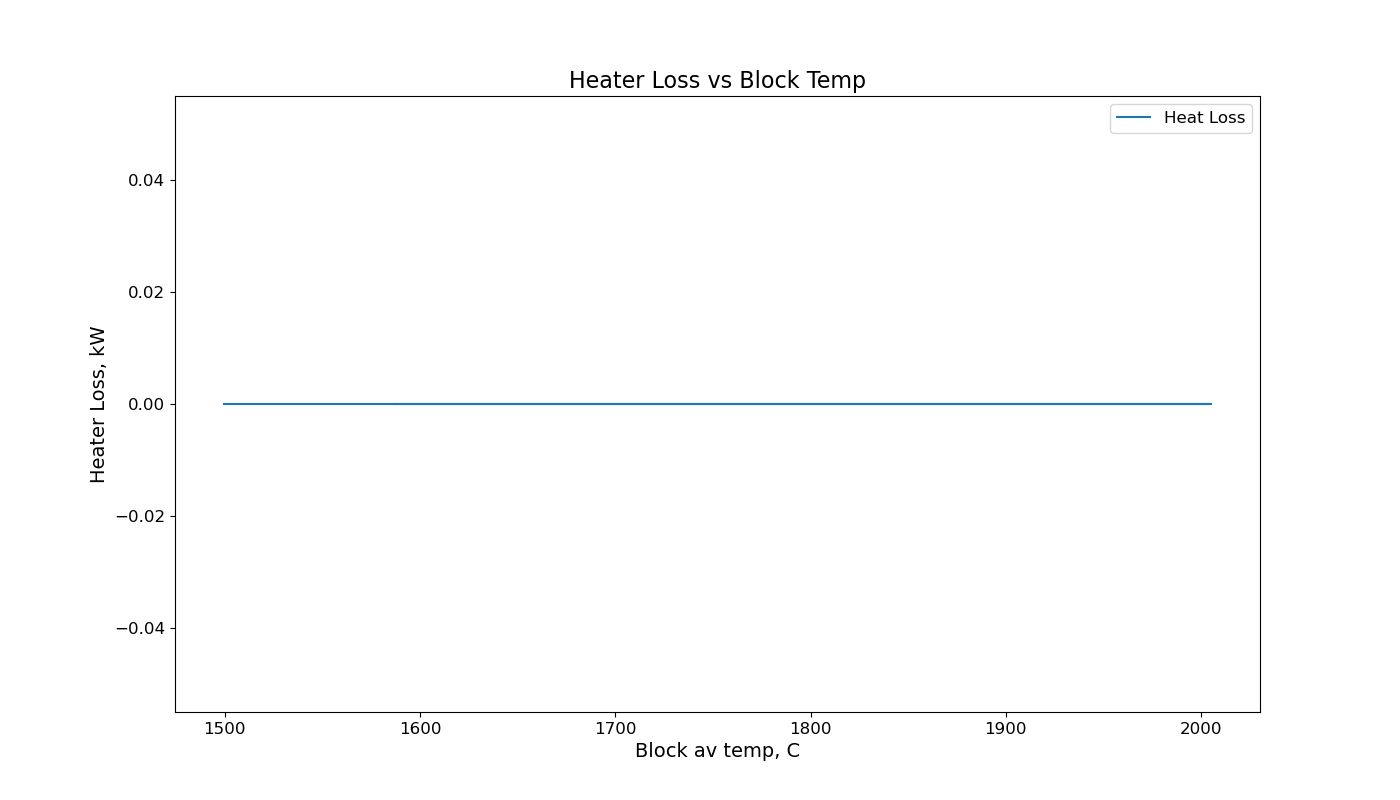 Heater Loss vs Block Temp
Heat Loss
0.04
0.02
0.00
−0.02
−0.04
Heater Loss, kW
1500 1600 1700 1800 1900 2000
Block av temp, C